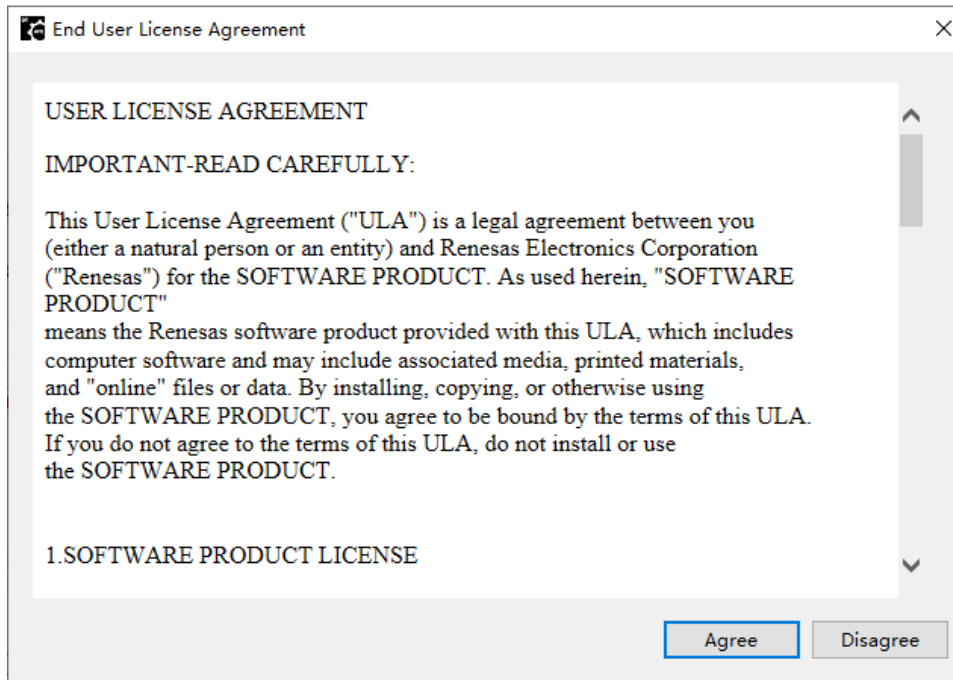 End User License Agreement
USER LICENSE AGREEMENT
IMPORTANT-READ CAREFULLY:
This User License Agreement ("ULA") is a legal agreement between you
(either a natural person or an entity) and Renesas Electronics Corporation
("Renesas") for the SOFTWARE PRODUCT. As used herein, "SOFTWARE
PRODUCT"
means the Renesas software product provided with this ULA, which includes
computer software and may include associated media, printed materials,
and "online" files or data. By installing, copying, or otherwise using
the SOFTWARE PRODUCT, you agree to be bound by the terms of this ULA.
If you do not agree to the terms of this ULA, do not install or use
the SOFTWARE PRODUCT.
1.SOFTWARE PRODUCT LICENSE
Agree
Disagree